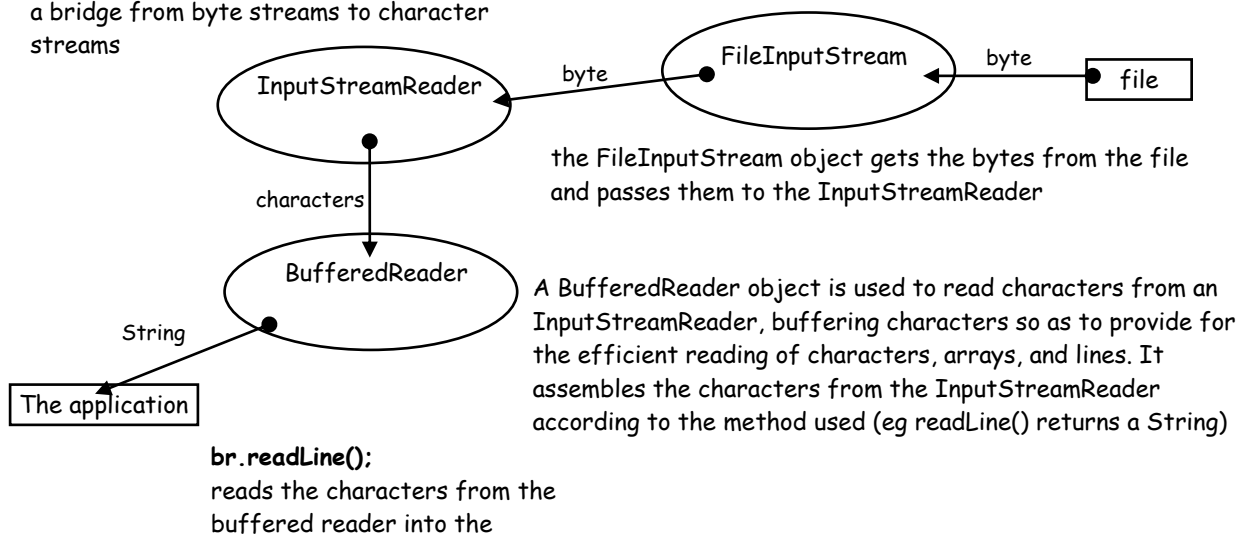 a bridge from byte streams to character
streams
InputStreamReader
byte
FileInputStream
byte
file
the FileInputStream object gets the bytes from the file
and passes them to the InputStreamReader
characters
BufferedReader
A BufferedReader object is used to read characters from an
InputStreamReader, buffering characters so as to provide for
the efficient reading of characters, arrays, and lines. It
assembles the characters from the InputStreamReader
according to the method used (eg readLine() returns a String)
String
The application
br.readLine();
reads the characters from the
buffered reader into the